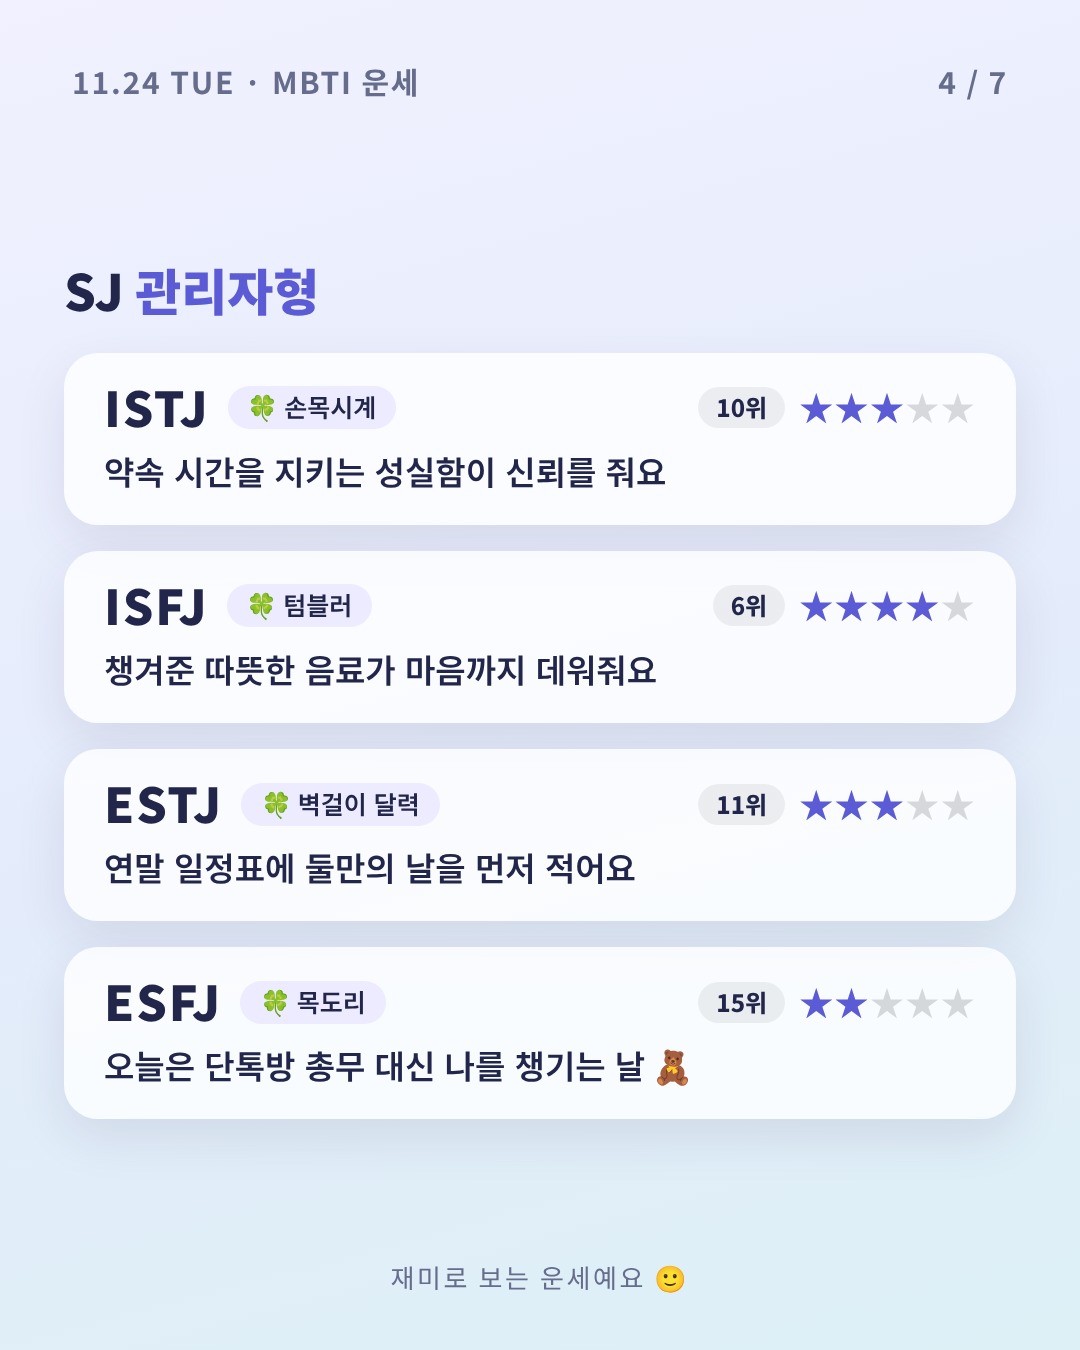 11.24 TUE · MBTI 운세
4 / 7
SJ 관리자형
ISTJ 🍀 손목시계 10위 ★★★★★
약속 시간을 지키는 성실함이 신뢰를 줘요
ISFJ 🍀 텀블러 6위 ★★★★★
챙겨준 따뜻한 음료가 마음까지 데워줘요
ESTJ 🍀 벽걸이 달력 11위 ★★★★★
연말 일정표에 둘만의 날을 먼저 적어요
ESFJ 🍀 목도리 15위 ★★★★★
오늘은 단톡방 총무 대신 나를 챙기는 날 🧸
재미로 보는 운세예요 🙂